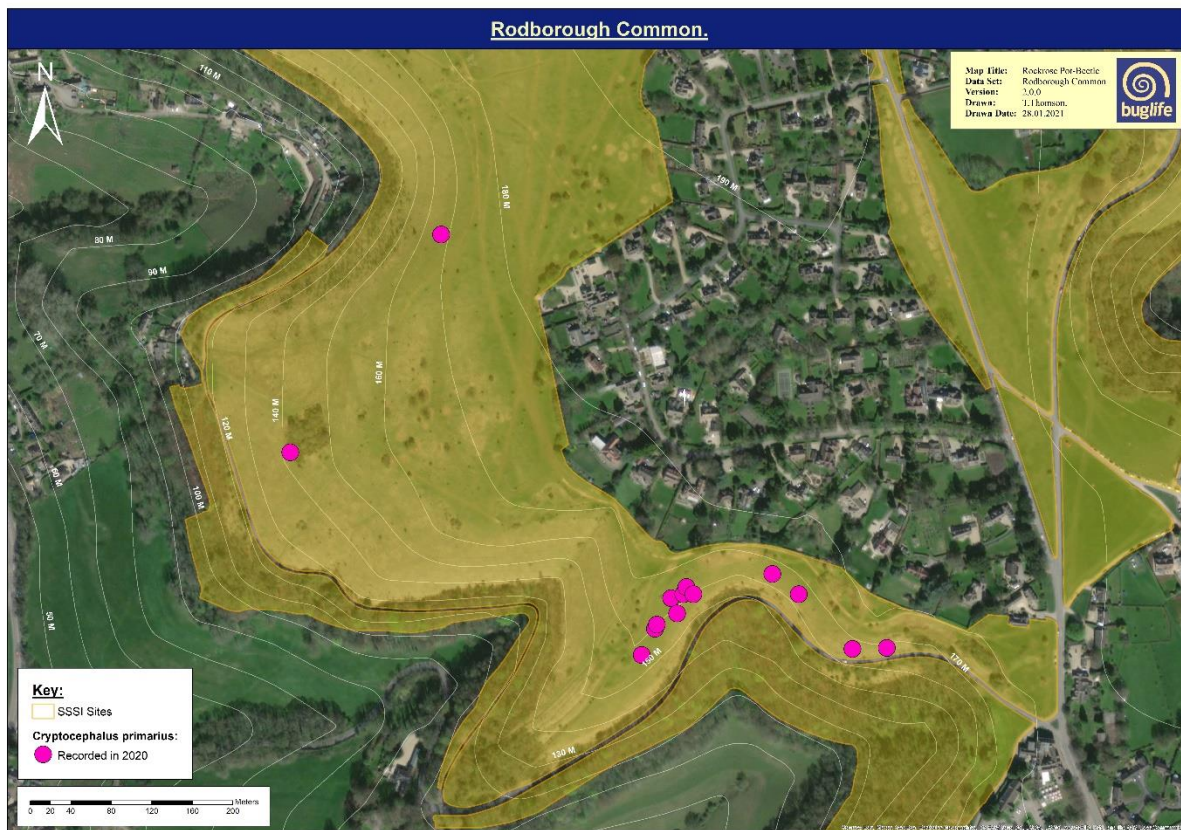 Rodborough Common.
N
Map Title: Rockrose Pot-Beetle
Data Set: Rodborough Common
Version: 2.0.0
Drawn: T.Thomson.
Drawn Date: 28.01.2021
buglife
110 M
180 M
190 M
80 M
90 M
160 M
70 M
140 M
120 M
100 M
60 M
50 M
150 M
170 M
130 M
Key:
SSSI Sites
Cryptocephalus primarius:
Recorded in 2020
Meters
0 20 40 80 120 160 200